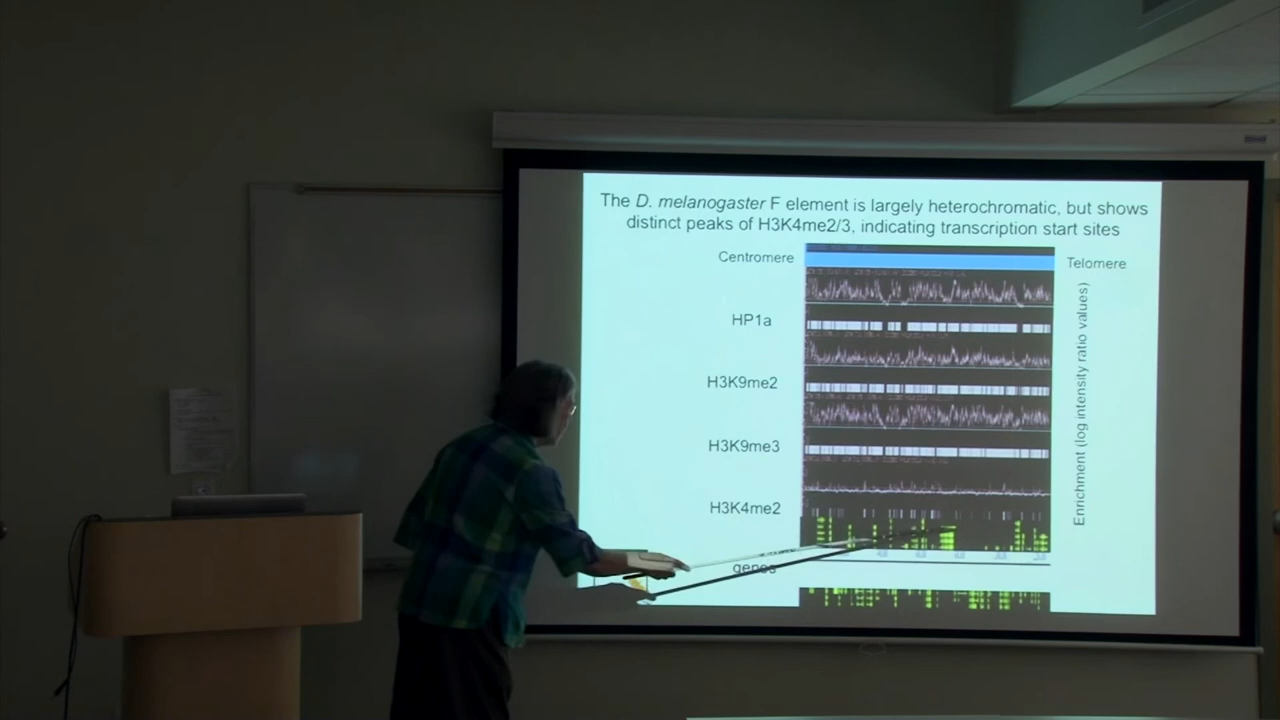 The D. melanogaster F element is largely heterochromatic, but shows
distinct peaks of H3K4me2/3, indicating transcription start sites
Centromere
Telomere
HP1a
H3K9me2
H3K9me3
H3K4me2
genes
Enrichment (log intensity ratio values)